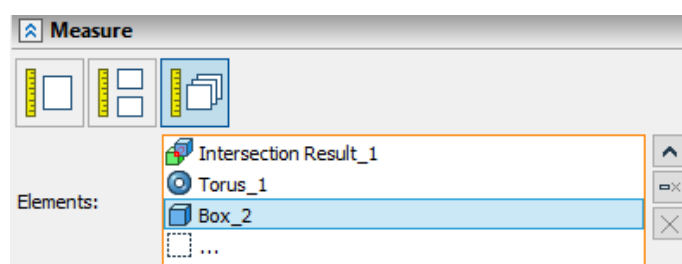 Measure
Intersection Result_1
Torus_1
Elements:
Box_2
...